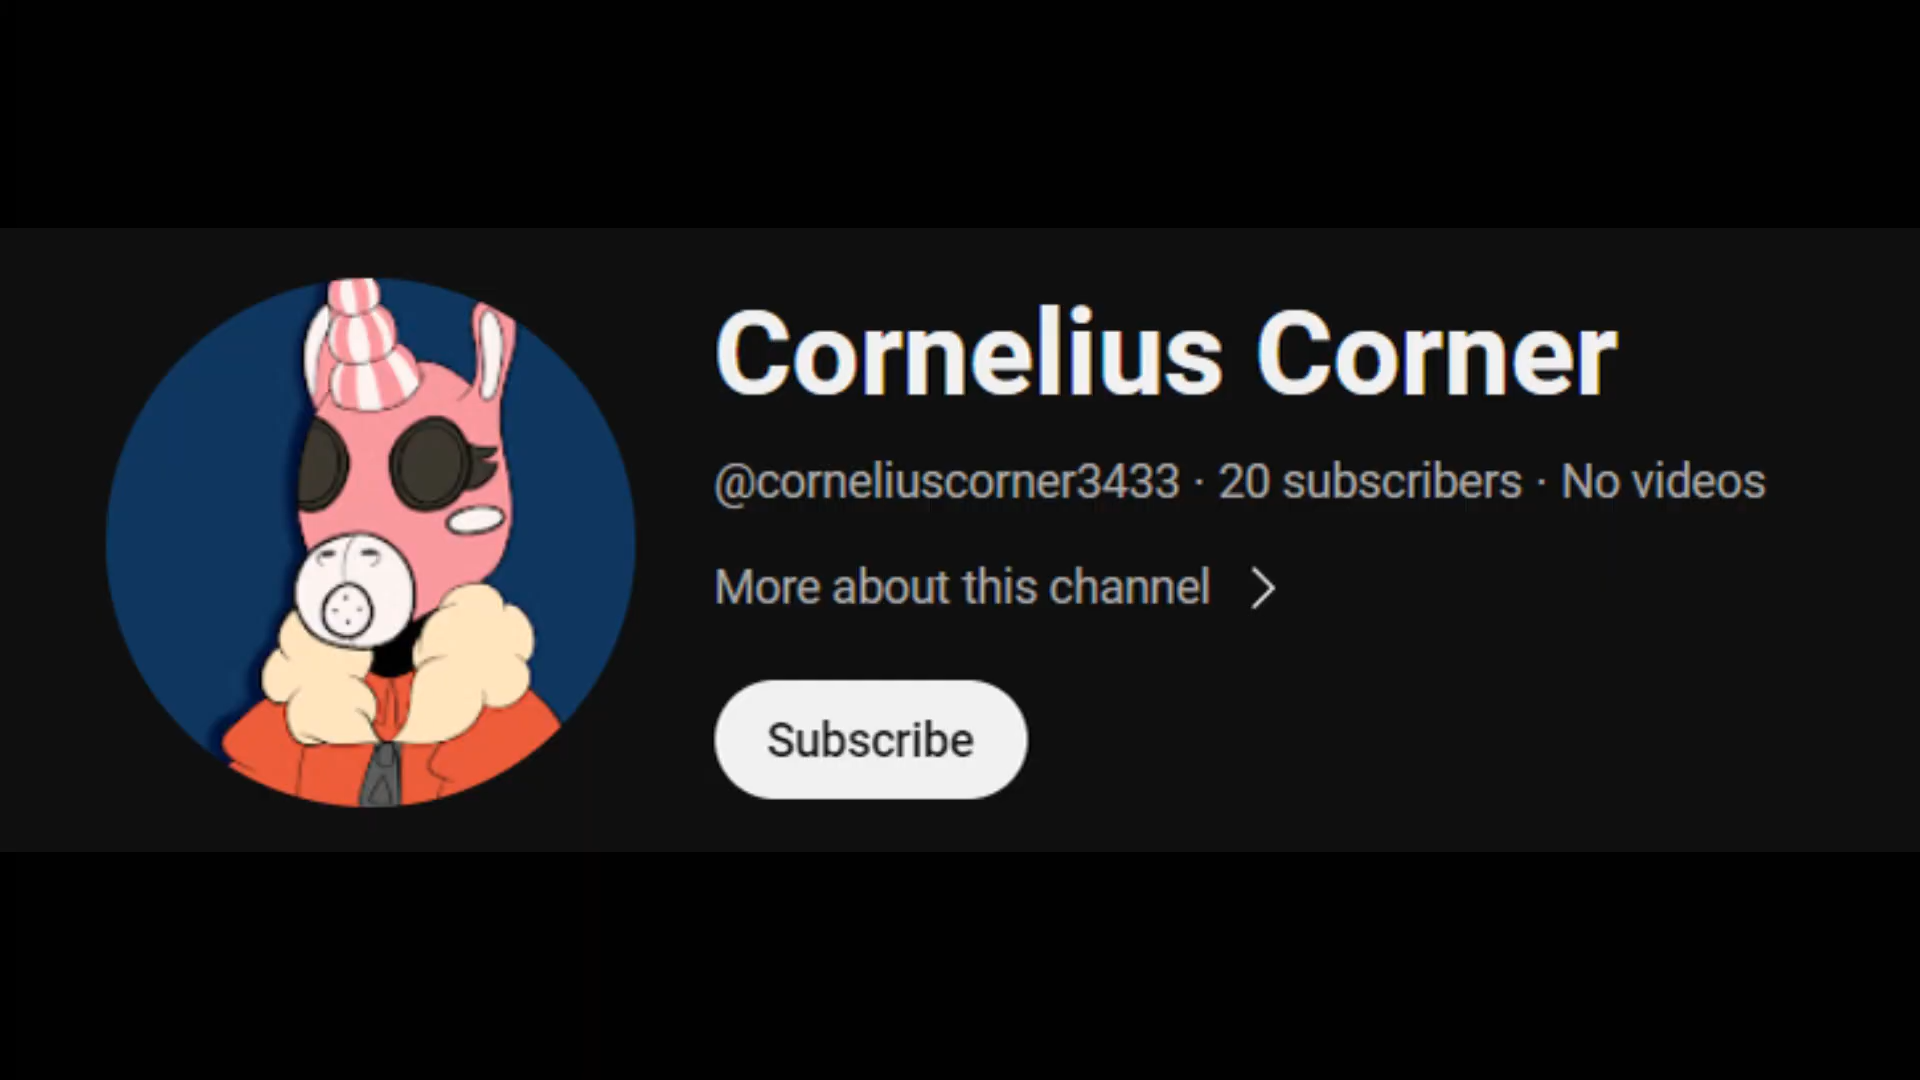 Cornelius Corner
@corneliuscorner3433 · 20 subscribers · No videos
More about this channel
Subscribe